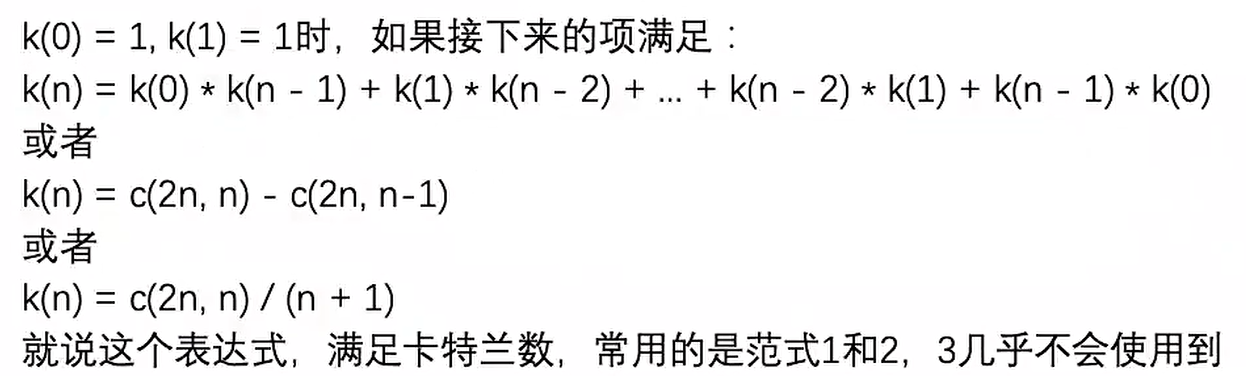 k(0) = 1, k(1) = 1时，如果接下来的项满足：
k(n) = k(0) * k(n - 1) + k(1) * k(n - 2) + ... + k(n - 2) * k(1) + k(n - 1) * k(0)
或者
k(n) = c(2n, n) - c(2n, n-1)
或者
k(n) = c(2n, n) / (n + 1)
就说这个表达式，满足卡特兰数，常用的是范式1和2，3几乎不会使用到